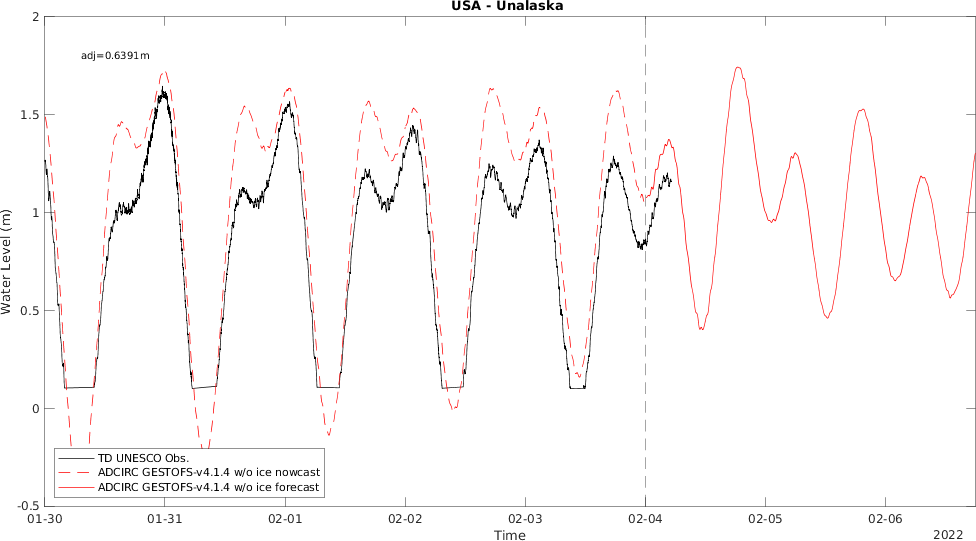 USA - Unalaska
adj=0.6391m
2
1.5
1
0.5
0
-0.5
Water Level (m)
TD UNESCO Obs.
ADCIRC GESTOFS-v4.1.4 w/o ice nowcast
ADCIRC GESTOFS-v4.1.4 w/o ice forecast
01-30 01-31 02-01 02-02 02-03 02-04 02-05 02-06
Time
2022